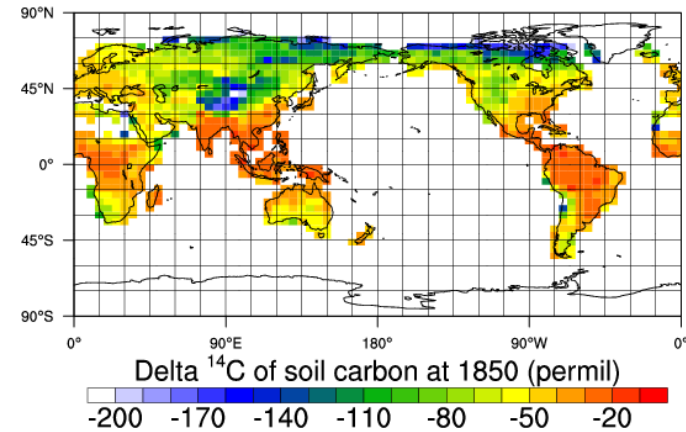 90°N
45°N
0°
45°S
90°S
0° 90°E 180° 90°W 0°
Delta ¹⁴C of soil carbon at 1850 (permil)
-200 -170 -140 -110 -80 -50 -20